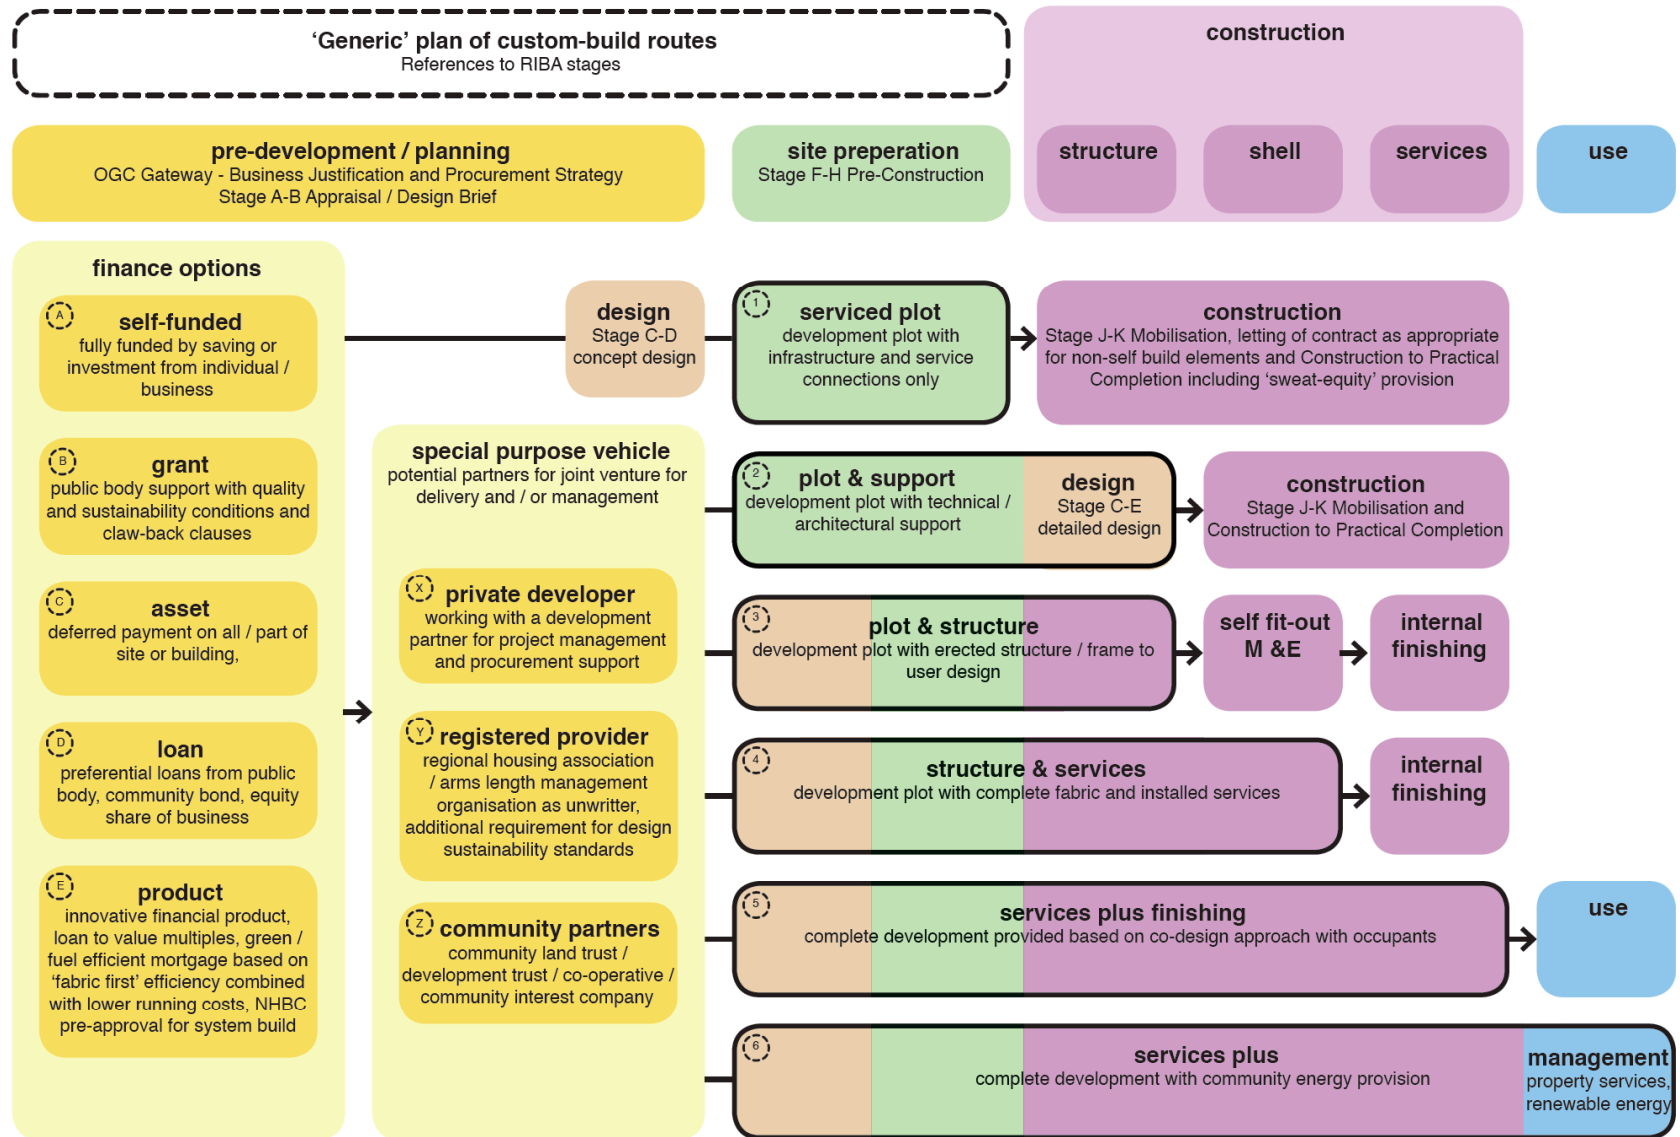 ‘Generic’ plan of custom-build routes
References to RIBA stages
construction
pre-development / planning
OGC Gateway - Business Justification and Procurement Strategy
Stage A-B Appraisal / Design Brief
site preperation
Stage F-H Pre-Construction
structure
shell
services
use
finance options
A
self-funded
fully funded by saving or
investment from individual /
business
B
grant
public body support with quality
and sustainability conditions and
claw-back clauses
C
asset
deferred payment on all / part of
site or building,
D
loan
preferential loans from public
body, community bond, equity
share of business
E
product
innovative financial product,
loan to value multiples, green /
fuel efficient mortgage based on
‘fabric first’ efficiency combined
with lower running costs, NHBC
pre-approval for system build
special purpose vehicle
potential partners for joint venture for
delivery and / or management
X
private developer
working with a development
partner for project management
and procurement support
Y
registered provider
regional housing association
/ arms length management
organisation as unwritter,
additional requirement for design
sustainability standards
Z
community partners
community land trust /
development trust / co-operative /
community interest company
design
Stage C-D
concept design
1
serviced plot
development plot with
infrastructure and service
connections only
construction
Stage J-K Mobilisation, letting of contract as appropriate
for non-self build elements and Construction to Practical
Completion including ‘sweat-equity’ provision
2
plot & support
development plot with technical /
architectural support
design
Stage C-E
detailed design
construction
Stage J-K Mobilisation and
Construction to Practical Completion
3
plot & structure
development plot with erected structure / frame to
user design
self fit-out
M &E
internal
finishing
4
structure & services
development plot with complete fabric and installed services
internal
finishing
5
services plus finishing
complete development provided based on co-design approach with occupants
use
6
services plus
complete development with community energy provision
management
property services,
renewable energy